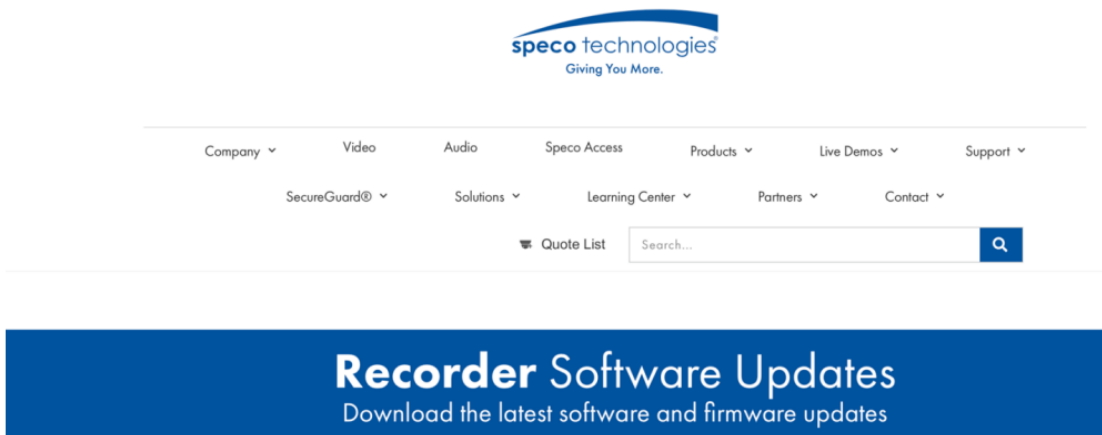 speco technologies®
Giving You More.
Company Video Audio Speco Access Products Live Demos Support
SecureGuard® Solutions Learning Center Partners Contact
Quote List Search...
Recorder Software Updates
Download the latest software and firmware updates